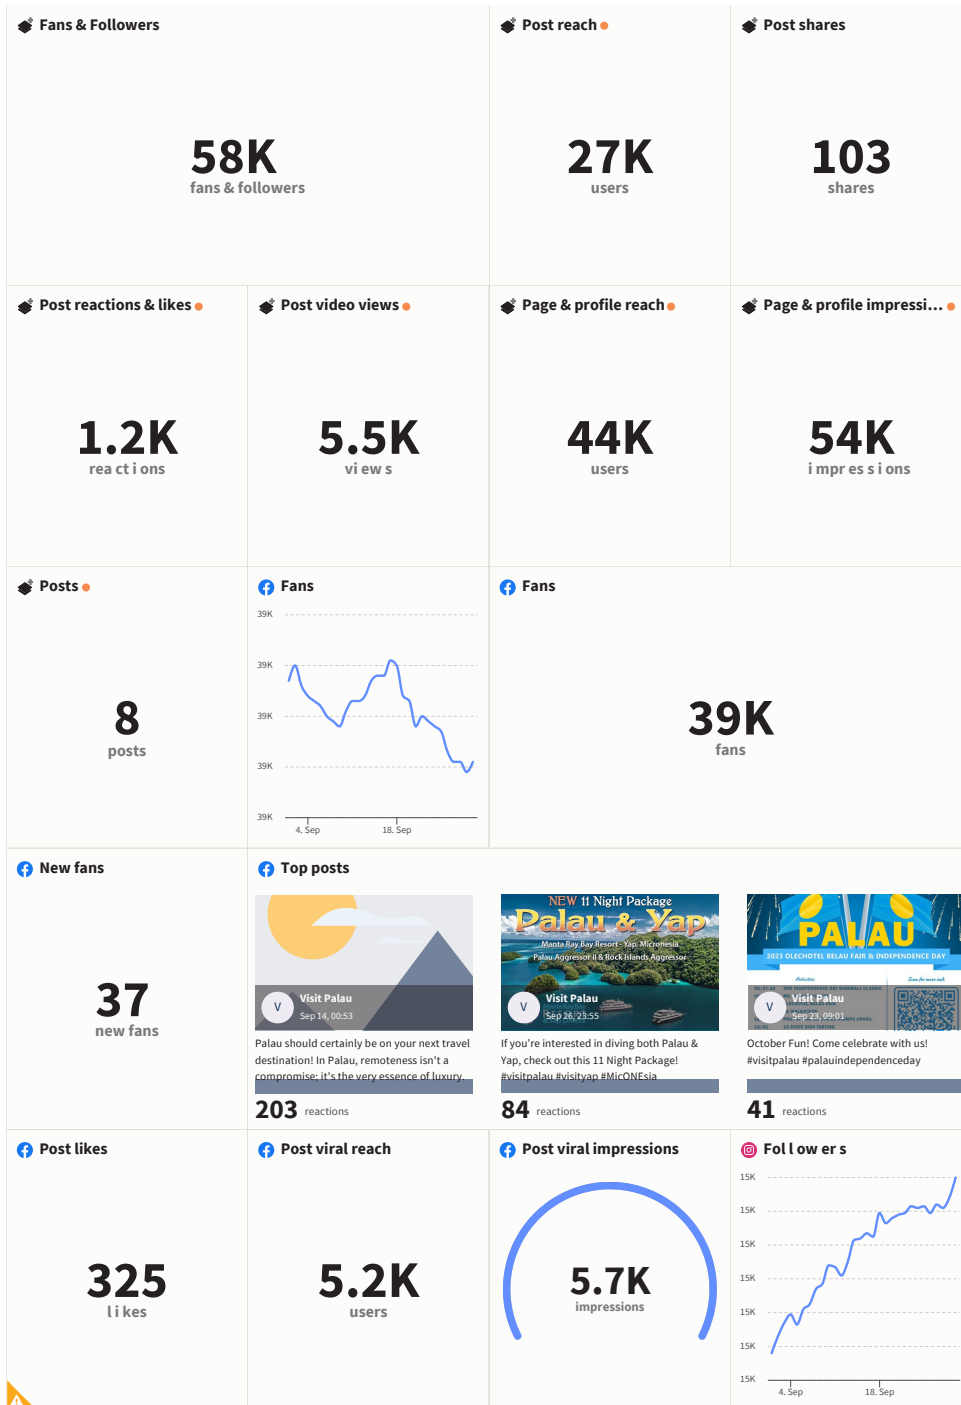 Fans & Followers
58K
fans & followers
Post reach
27K
users
Post shares
103
shares
Post reactions & likes
1.2K
reactions
Post video views
5.5K
views
Page & profile reach
44K
users
Page & profile impressi...
54K
impressions
Posts
8
posts
Fans
39K
39K
39K
39K
39K
4. Sep
18. Sep
Fans
39K
fans
New fans
37
new fans
Top posts
V
Visit Palau
Sep 14, 00:53
Palau should certainly be on your next travel
destination! In Palau, remoteness isn't a
compromise; it's the very essence of luxury.
203 reactions
NEW 11 Night Package
Palau & Yap
Manta Ray Bay Resort - Yap, Micronesia
Palau Aggressor II & Rock Islands Aggressor
V
Visit Palau
Sep 26, 23:55
If you're interested in diving both Palau &
Yap, check out this 11 Night Package!
#visitpalau #visityap #MicONEsia
84 reactions
PALAU
2023 OLECHOTEL BELAU FAIR & INDEPENDENCE DAY
Activities
Scan for more info
V
Visit Palau
Sep 23, 09:01
October Fun! Come celebrate with us!
#visitpalau #palauindependenceday
41 reactions
Post likes
325
likes
Post viral reach
5.2K
users
Post viral impressions
5.7K
impressions
Followers
15K
15K
15K
15K
15K
15K
15K
4. Sep
18. Sep